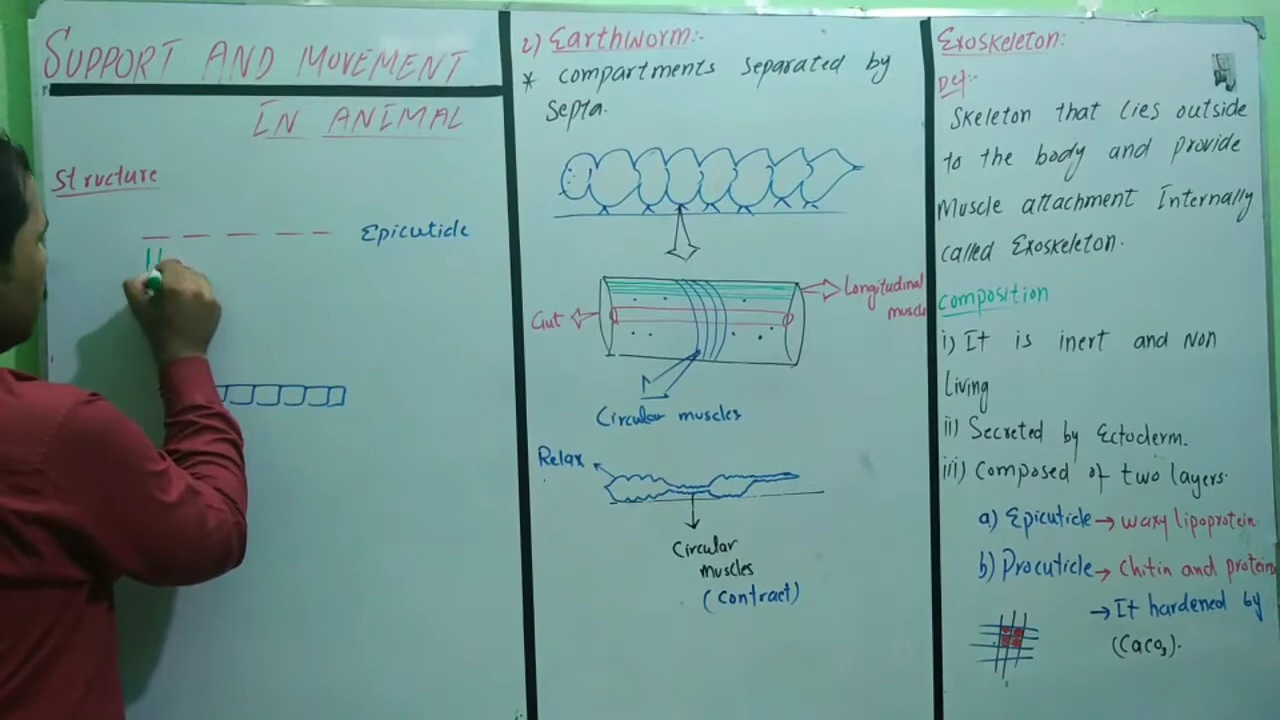 SUPPORT AND MOVEMENT
IN ANIMAL
Structure
Epicuticle
2) Earthworm:-
* compartments separated by
Septa.
Gut
Longitudinal
muscle
Circular muscles
Relax
Circular
muscles
(contract)
Exoskeleton:
Def:-
Skeleton that lies outside
to the body and provide
Muscle attachment Internally
called Exoskeleton.
composition
i) It is inert and Non
Living
ii) Secreted by Ectoderm.
iii) Composed of two layers.
a) Epicuticle → waxy lipoprotein.
b) Procuticle → Chitin and protein
→ It hardened by
(CaCO₃).